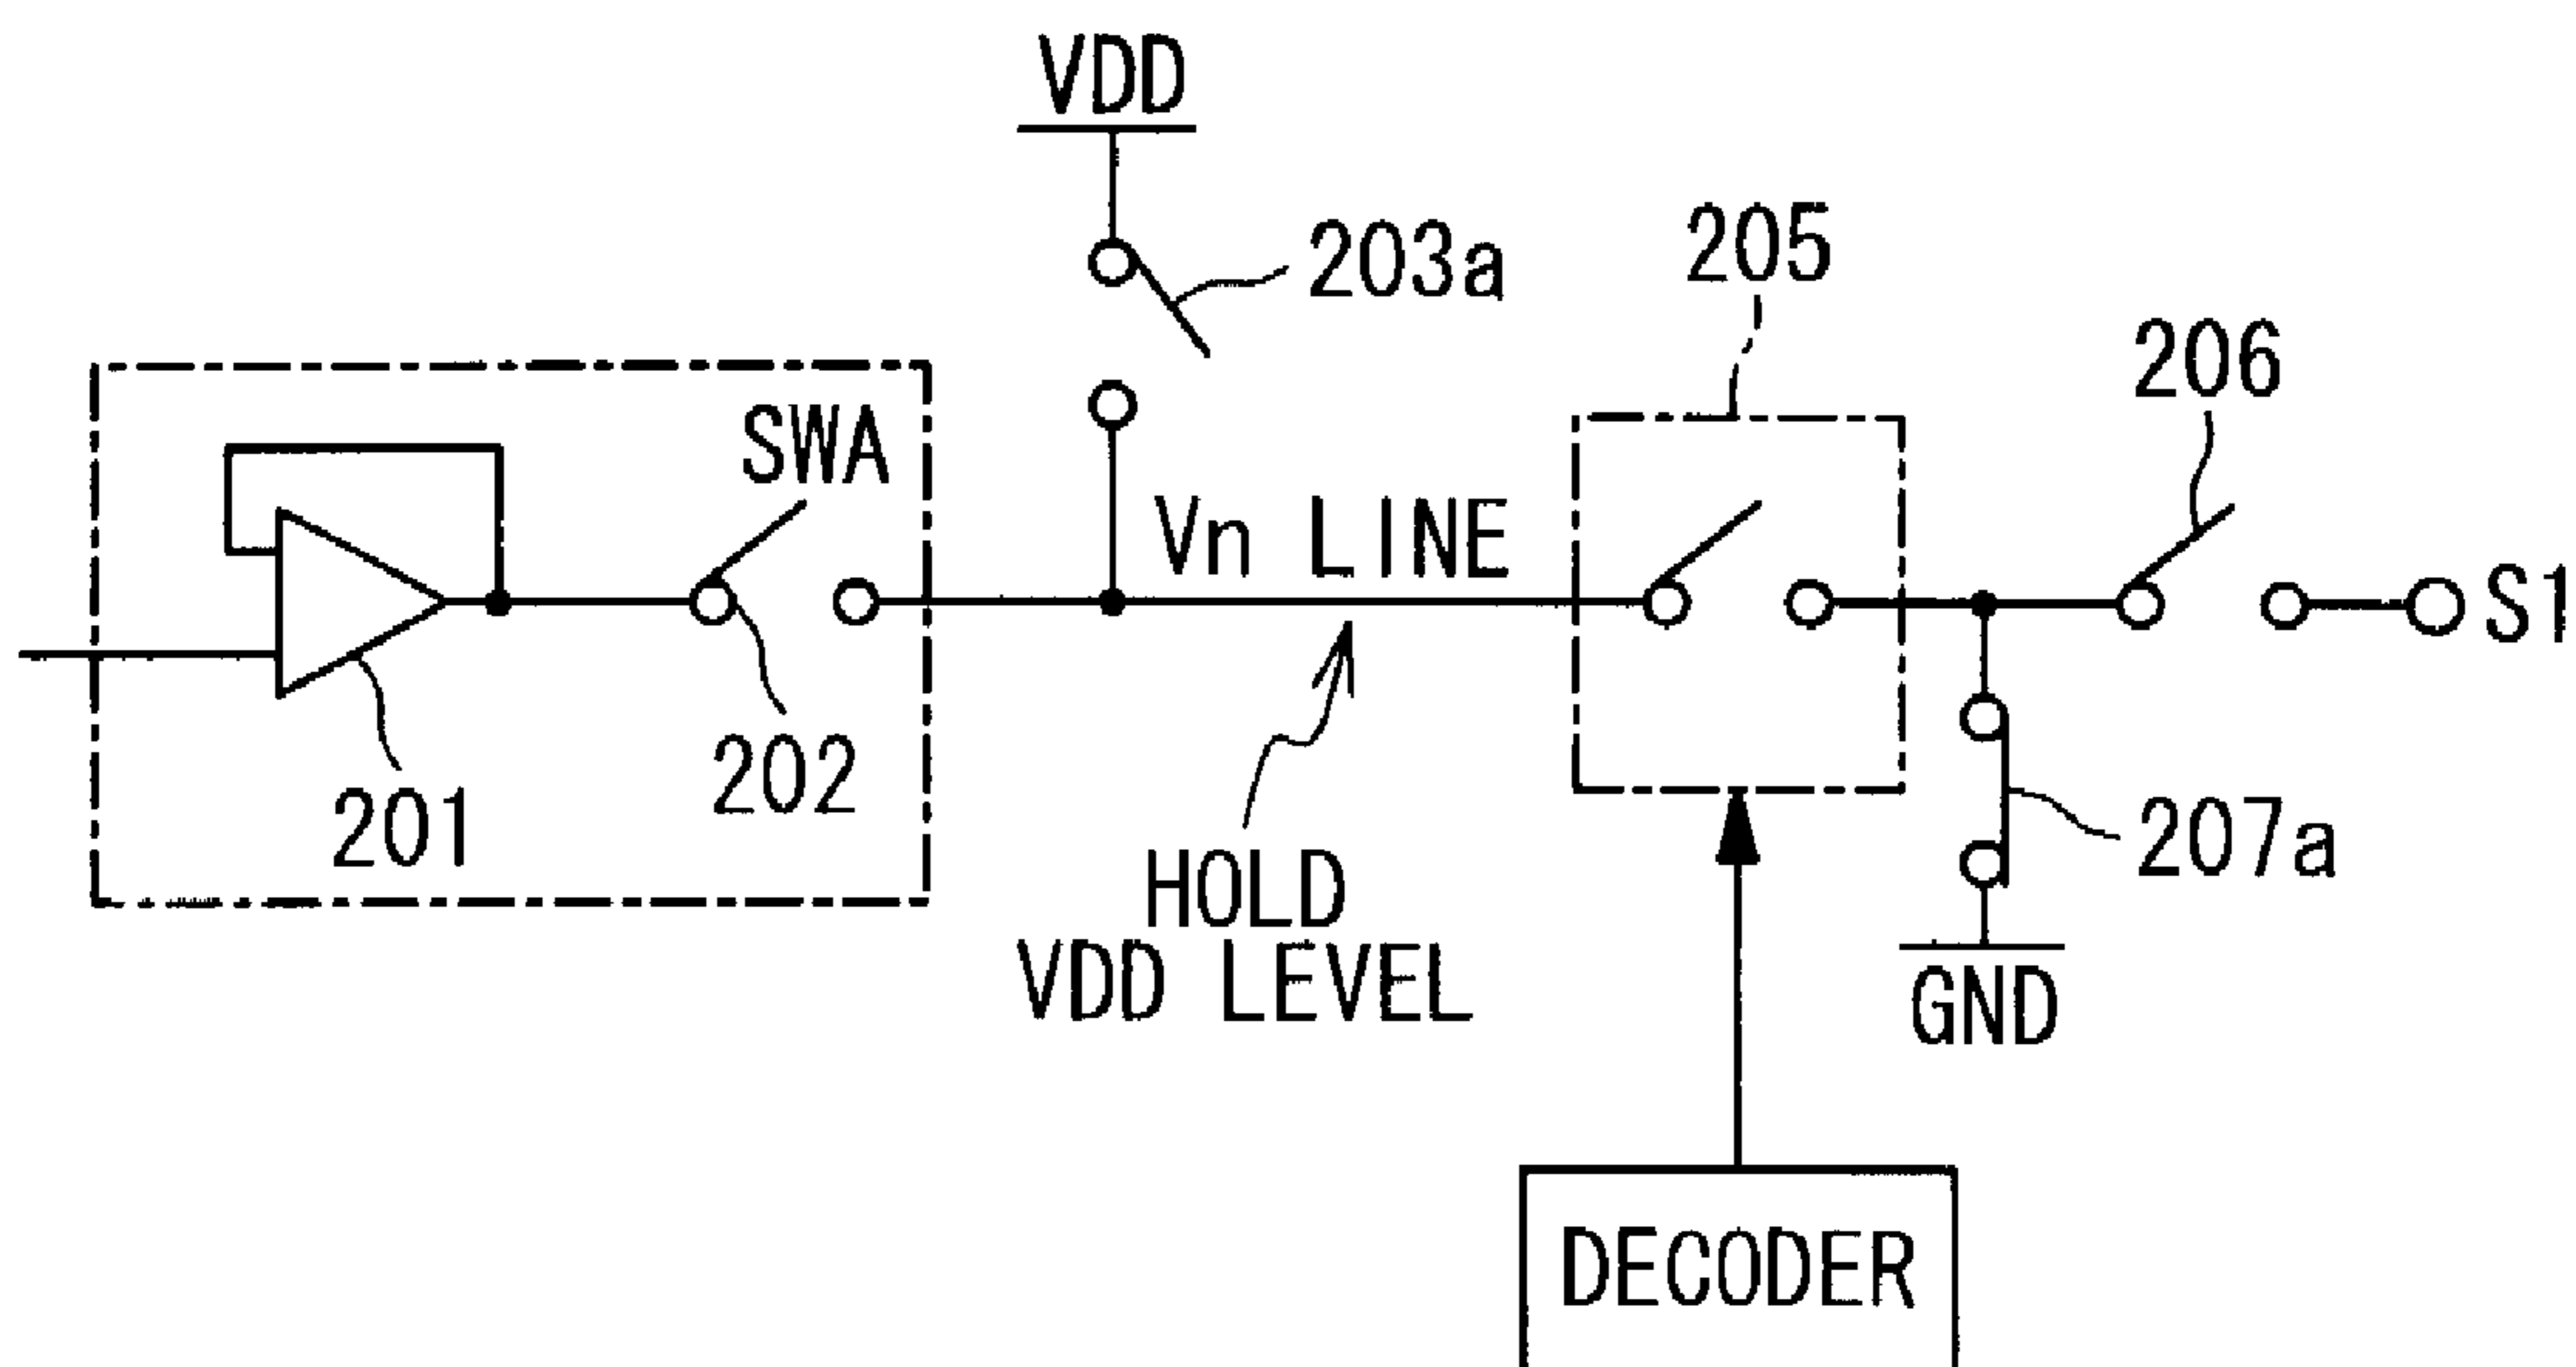 VDD
203a
205
206
SWA
Vn LINE
S1
202
201
207a
HOLD
VDD LEVEL
GND
DECODER